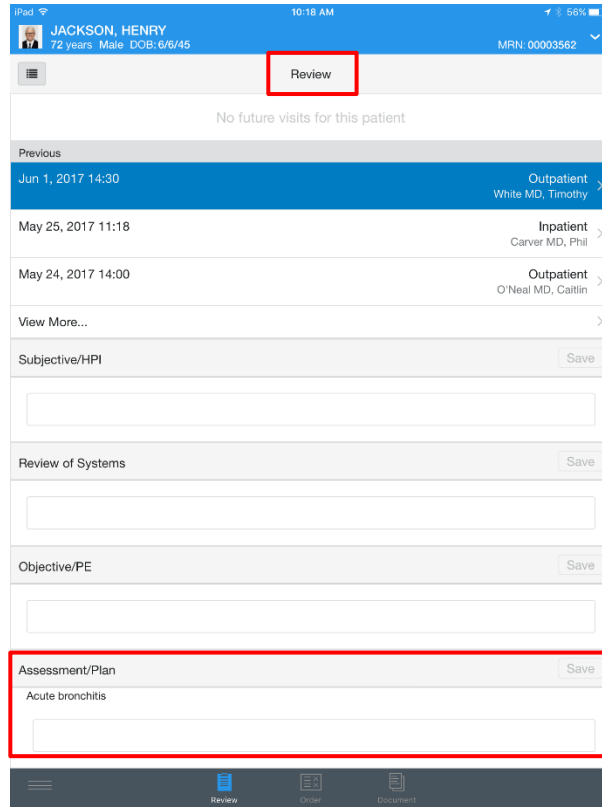 iPad 10:18 AM 56%
JACKSON, HENRY
72 years Male DOB: 6/6/45 MRN: 00003562
Review
No future visits for this patient
Previous
Jun 1, 2017 14:30 Outpatient
White MD, Timothy
May 25, 2017 11:18 Inpatient
Carver MD, Phil
May 24, 2017 14:00 Outpatient
O'Neal MD, Caitlin
View More...
Subjective/HPI Save
Review of Systems Save
Objective/PE Save
Assessment/Plan Save
Acute bronchitis
Review Order Document